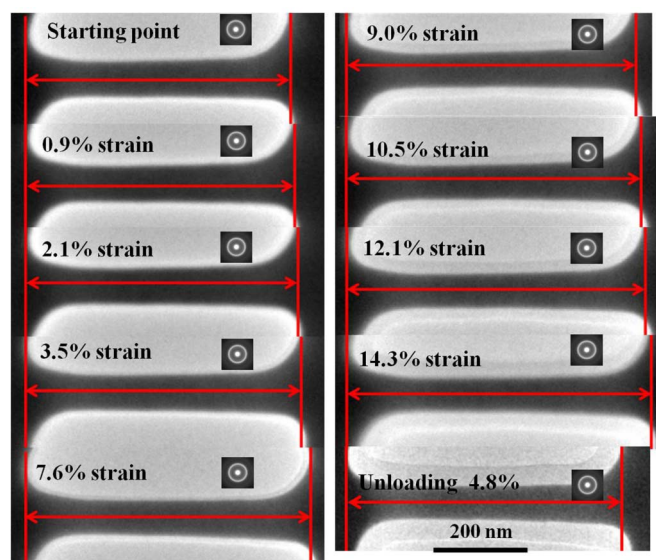 Starting point
0.9% strain
2.1% strain
3.5% strain
7.6% strain
9.0% strain
10.5% strain
12.1% strain
14.3% strain
Unloading 4.8%
200 nm